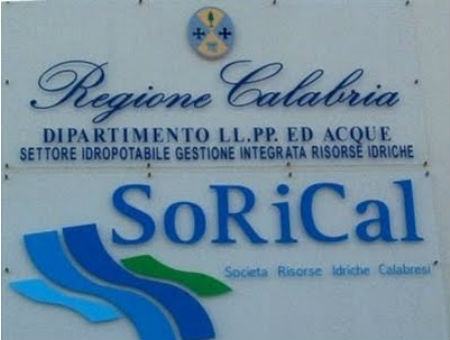 Regione Calabria
DIPARTIMENTO LL.PP. ED ACQUE
SETTORE IDROPOTABILE GESTIONE INTEGRATA RISORSE IDRICHE
SoRiCal
Societa Risorse Idriche Calabresi